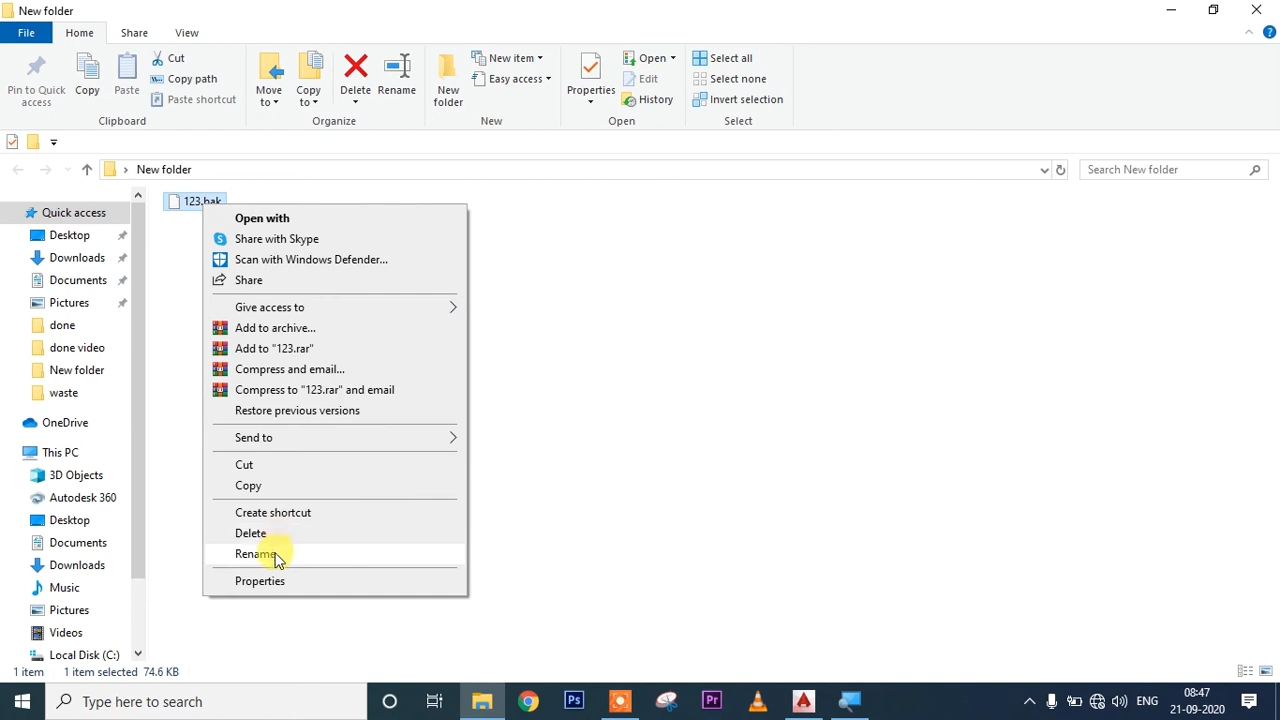 New folder
File Home Share View
Pin to Quick access
Copy
Paste
Cut
Copy path
Paste shortcut
Clipboard
Move to
Copy to
Delete
Rename
Organize
New folder
New item
Easy access
New
Properties
Open
Edit
History
Open
Select all
Select none
Invert selection
Select
New folder
Search New folder
Quick access
Desktop
Downloads
Documents
Pictures
done
done video
New folder
waste
OneDrive
This PC
3D Objects
Autodesk 360
Desktop
Documents
Downloads
Music
Pictures
Videos
Local Disk (C:)
123.bak
Open with
Share with Skype
Scan with Windows Defender...
Share
Give access to
Add to archive...
Add to "123.rar"
Compress and email...
Compress to "123.rar" and email
Restore previous versions
Send to
Cut
Copy
Create shortcut
Delete
Rename
Properties
1 item 1 item selected 74.6 KB
Type here to search
Ps
Pr
ENG
08:47
21-09-2020